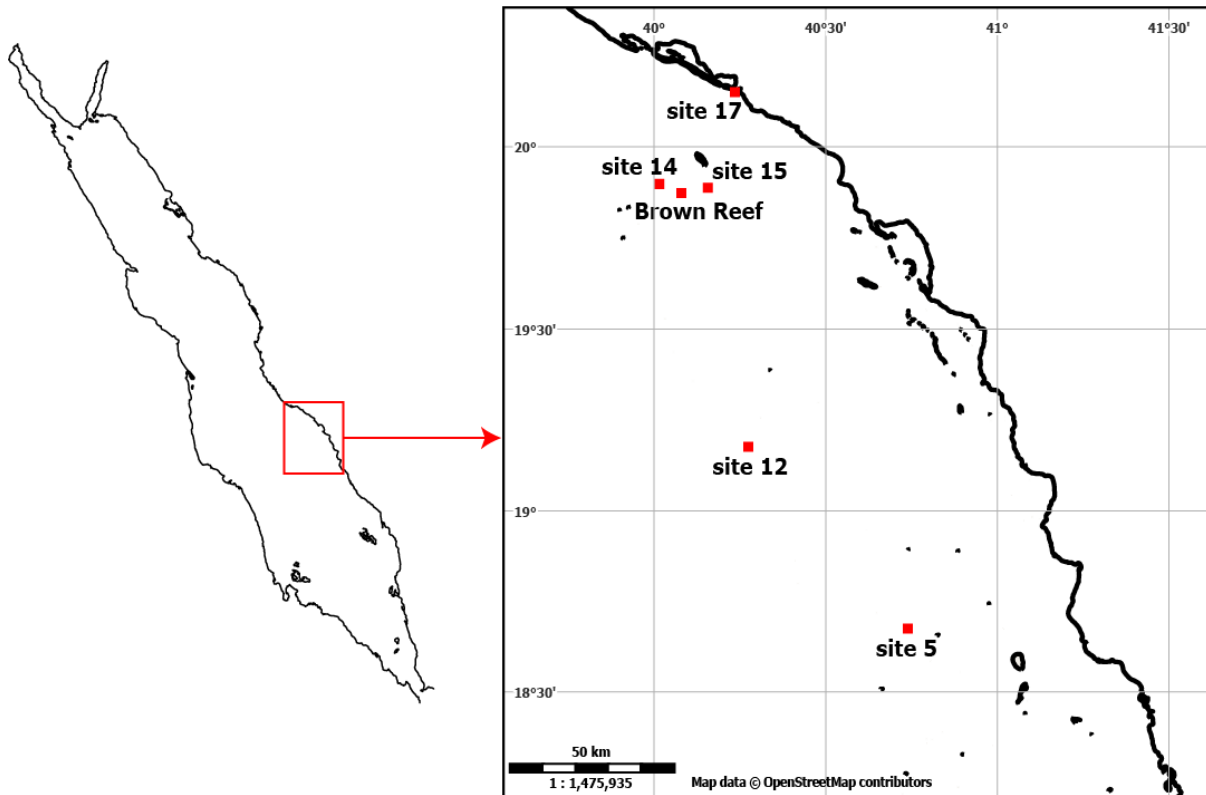 40° 40°30' 41° 41°30'
site 17
20°
site 14 site 15
Brown Reef
19°30'
site 12
19°
site 5
18°30'
50 km
1 : 1,475,935 Map data © OpenStreetMap contributors